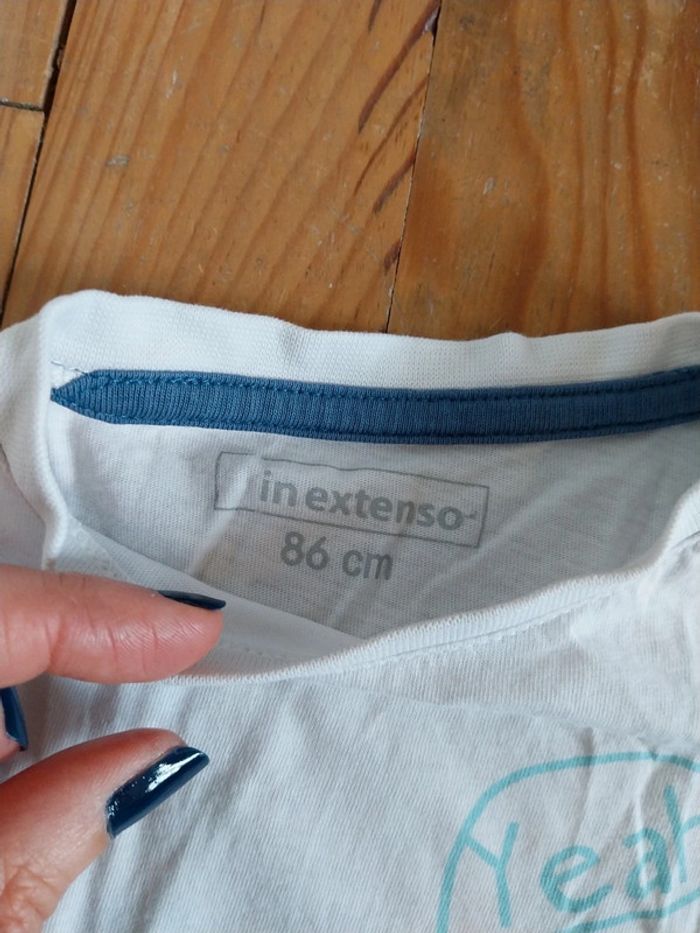 in extenso
86 cm
Yeah